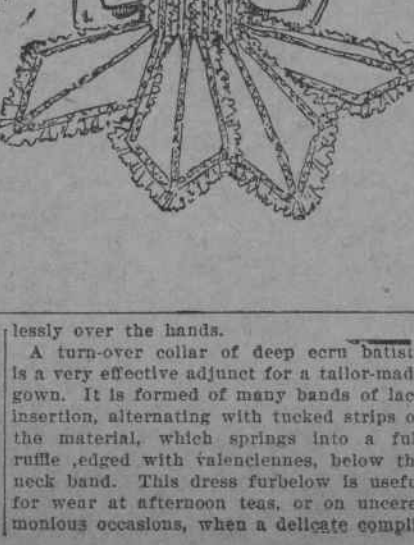 lessly over the hands.
A turn-over collar of deep ecru batist
is a very effective adjunct for a tailor-mad
gown. It is formed of many bands of lac
insertion, alternating with tucked strips o
the material, which springs into a ful
ruffle ,edged with valenciennes, below th
neck band. This dress furbelow is usefu
for wear at afternoon teas, or on uncere
monious occasions, when a delicate compli